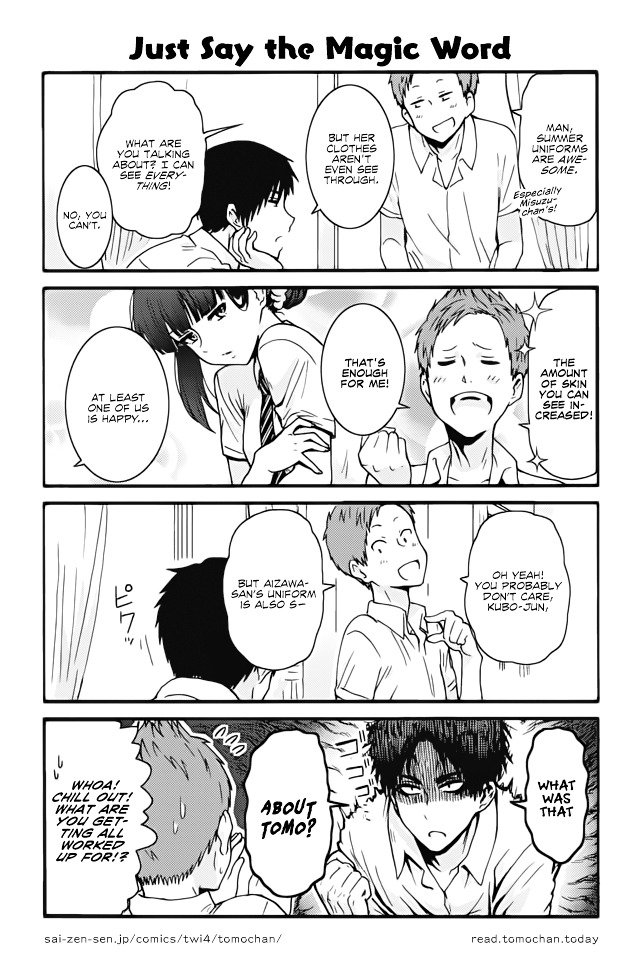 Just Say the Magic Word
MAN,
SUMMER
UNIFORMS
ARE AWE-
SOME.
Especially
Misuzu-
chan's!
BUT HER
CLOTHES
AREN'T
EVEN SEE
THROUGH.
WHAT ARE
YOU TALKING
ABOUT? I CAN
SEE EVERY-
THING!
NO, YOU
CAN'T.
THE
AMOUNT
OF SKIN
YOU CAN
SEE IN-
CREASED!
THAT'S
ENOUGH
FOR ME!
AT LEAST
ONE OF US
IS HAPPY...
OH YEAH!
YOU PROBABLY
DON'T CARE,
KUBO-JUN,
BUT AIZAWA-
SAN'S UNIFORM
IS ALSO S-
ピクッ
WHAT
WAS
THAT
ABOUT
TOMO?
WHOA!
CHILL OUT!
WHAT ARE
YOU GET-
TING ALL
WORKED
UP FOR!?
sai-zen-sen.jp/comics/twi4/tomochan/
read.tomochan.today